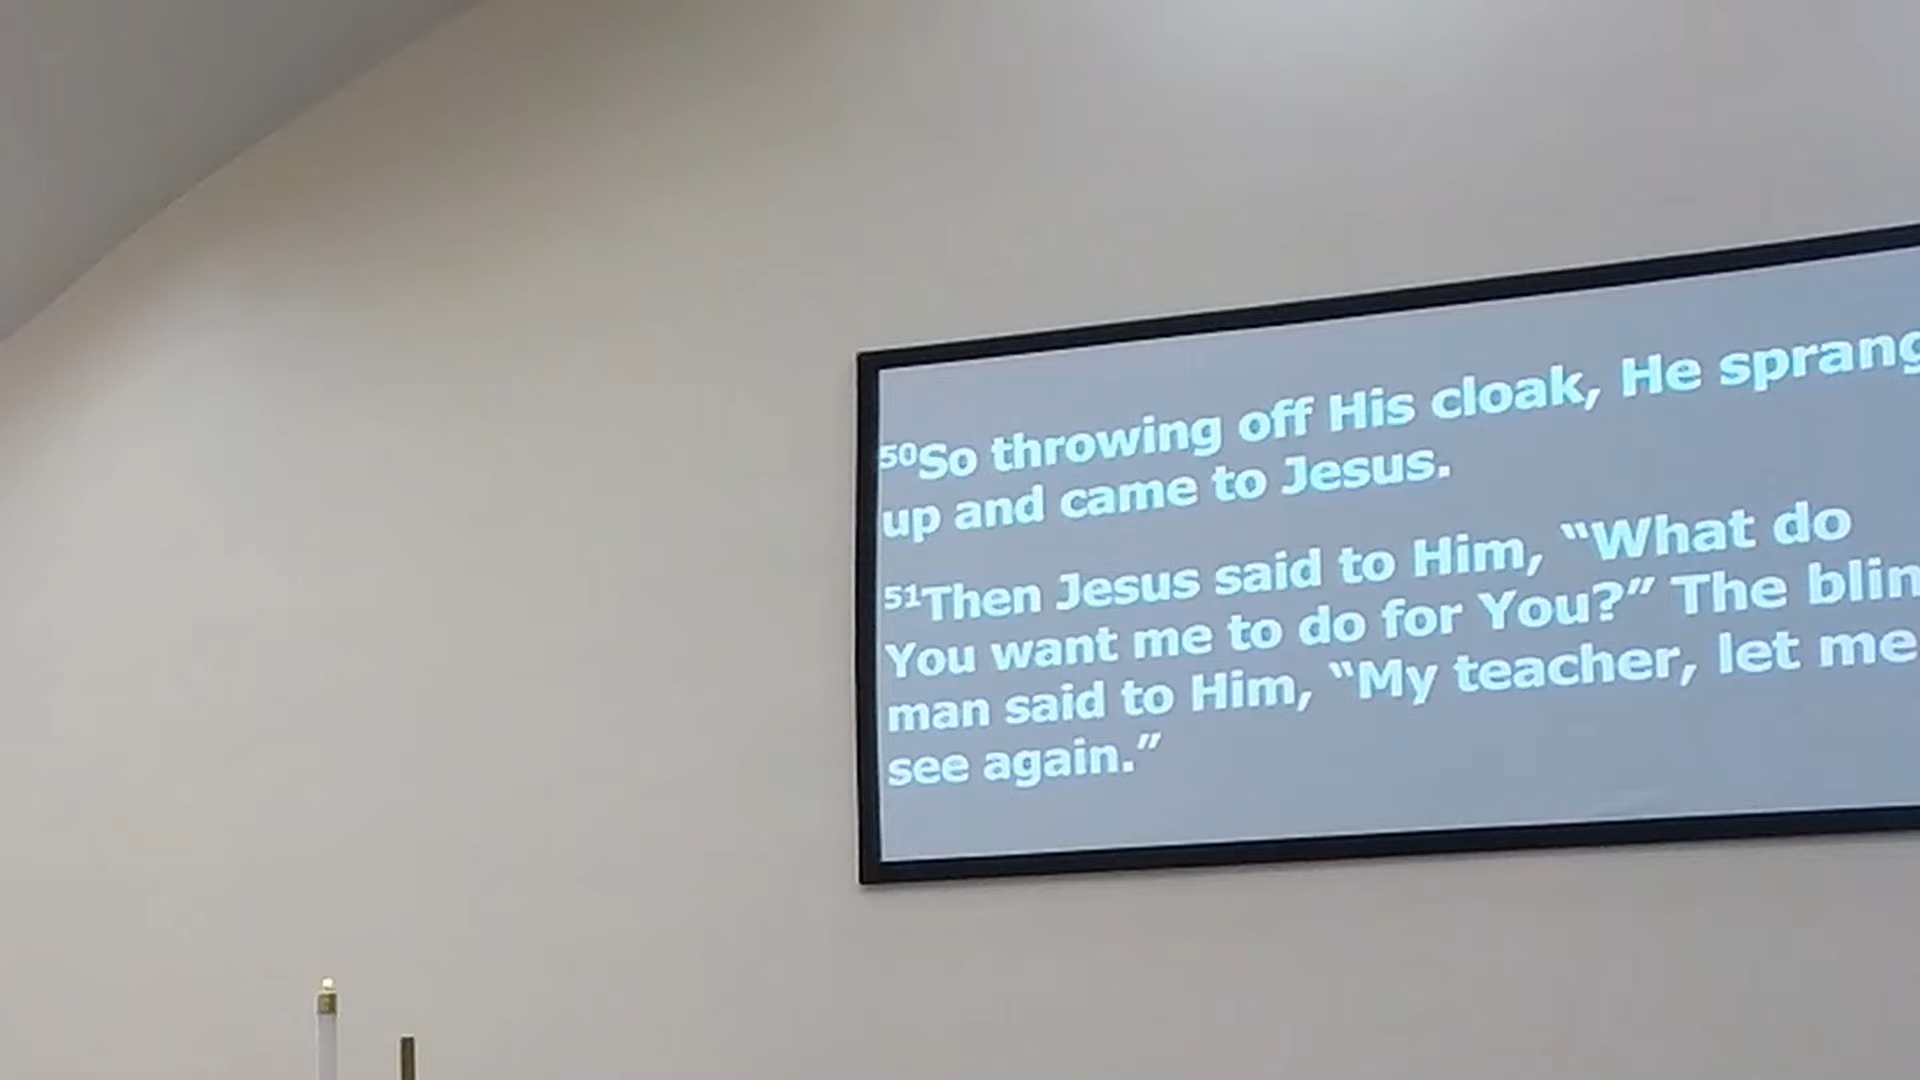 50So throwing off His cloak, He sprang
up and came to Jesus.
51Then Jesus said to Him, “What do
You want me to do for You?” The blin
man said to Him, “My teacher, let me
see again.”